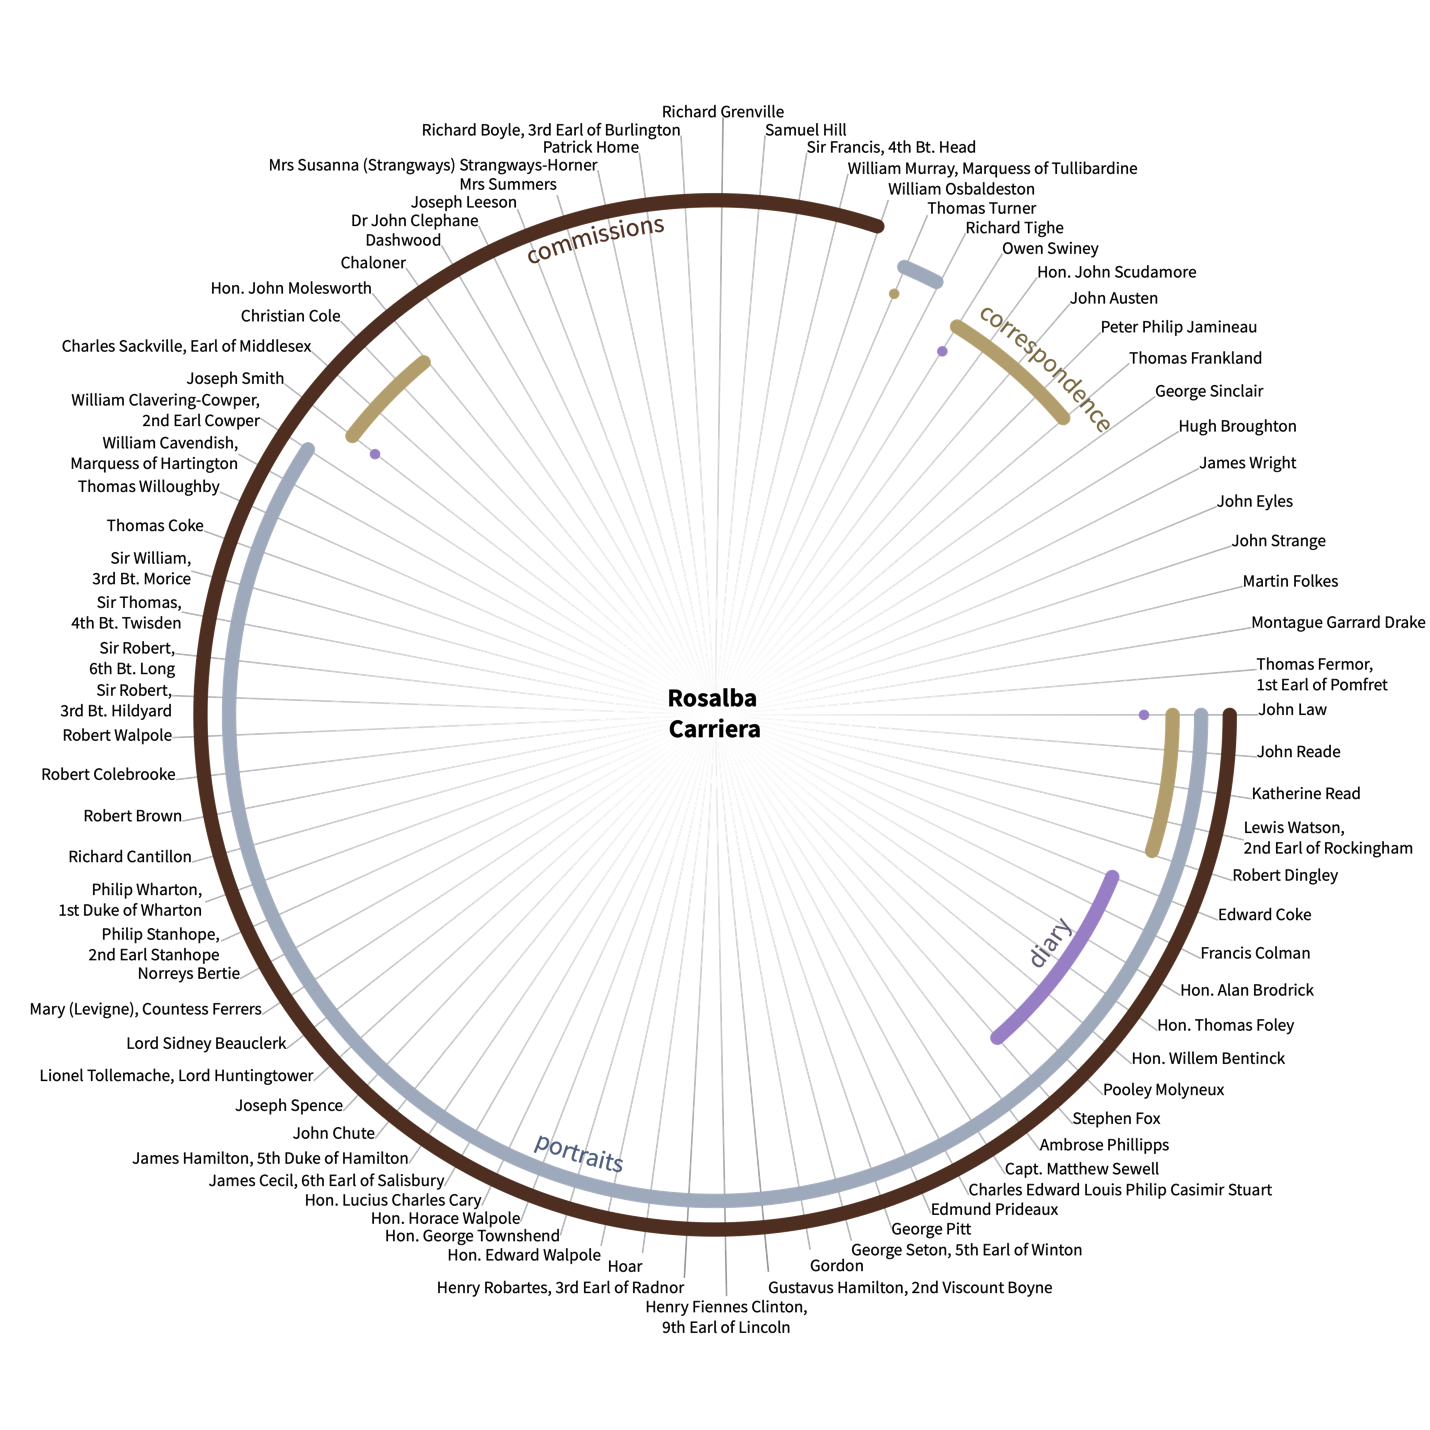 Richard Grenville
Samuel Hill
Sir Francis, 4th Bt. Head
William Murray, Marquess of Tullibardine
William Osbaldeston
Thomas Turner
Richard Tighe
Owen Swiney
Hon. John Scudamore
John Austen
Peter Philip Jamineau
Thomas Frankland
George Sinclair
Hugh Broughton
James Wright
John Eyles
John Strange
Martin Folkes
Montague Garrard Drake
Thomas Fermor,
1st Earl of Pomfret
John Law
John Reade
Katherine Read
Lewis Watson,
2nd Earl of Rockingham
Robert Dingley
Edward Coke
Francis Colman
Hon. Alan Brodrick
Hon. Thomas Foley
Hon. Willem Bentinck
Pooley Molyneux
Stephen Fox
Ambrose Phillipps
Capt. Matthew Sewell
Charles Edward Louis Philip Casimir Stuart
Edmund Prideaux
George Pitt
George Seton, 5th Earl of Winton
Gordon
Gustavus Hamilton, 2nd Viscount Boyne
Henry Fiennes Clinton,
9th Earl of Lincoln
Henry Robartes, 3rd Earl of Radnor
Hoar
Hon. Edward Walpole
Hon. George Townshend
Hon. Horace Walpole
Hon. Lucius Charles Cary
James Cecil, 6th Earl of Salisbury
James Hamilton, 5th Duke of Hamilton
John Chute
Joseph Spence
Lionel Tollemache, Lord Huntingtower
Lord Sidney Beauclerk
Mary (Levigne), Countess Ferrers
Norreys Bertie
Philip Stanhope,
2nd Earl Stanhope
Philip Wharton,
1st Duke of Wharton
Richard Cantillon
Robert Brown
Robert Colebrooke
Robert Walpole
Sir Robert,
3rd Bt. Hildyard
Sir Robert,
6th Bt. Long
Sir Thomas,
4th Bt. Twisden
Sir William,
3rd Bt. Morice
Thomas Coke
Thomas Willoughby
William Cavendish,
Marquess of Hartington
William Clavering-Cowper,
2nd Earl Cowper
Joseph Smith
Charles Sackville, Earl of Middlesex
Christian Cole
Hon. John Molesworth
Chaloner
Dashwood
Dr John Clephane
Joseph Leeson
Mrs Summers
Mrs Susanna (Strangways) Strangways-Horner
Patrick Home
Richard Boyle, 3rd Earl of Burlington
commissions
correspondence
diary
portraits
Rosalba
Carriera